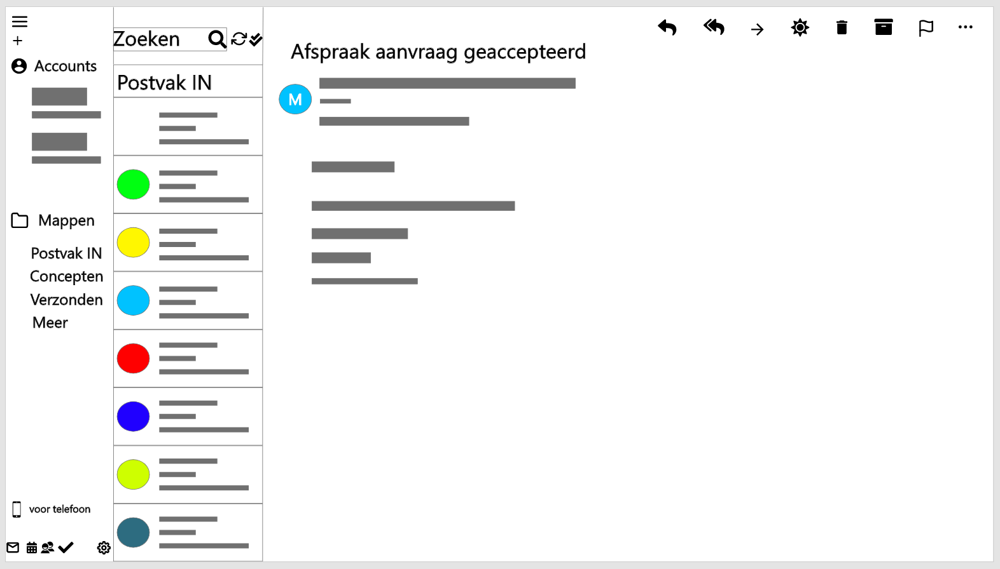 Accounts
Mappen
Postvak IN
Concepten
Verzonden
Meer
voor telefoon
Zoeken
Postvak IN
Afspraak aanvraag geaccepteerd
M